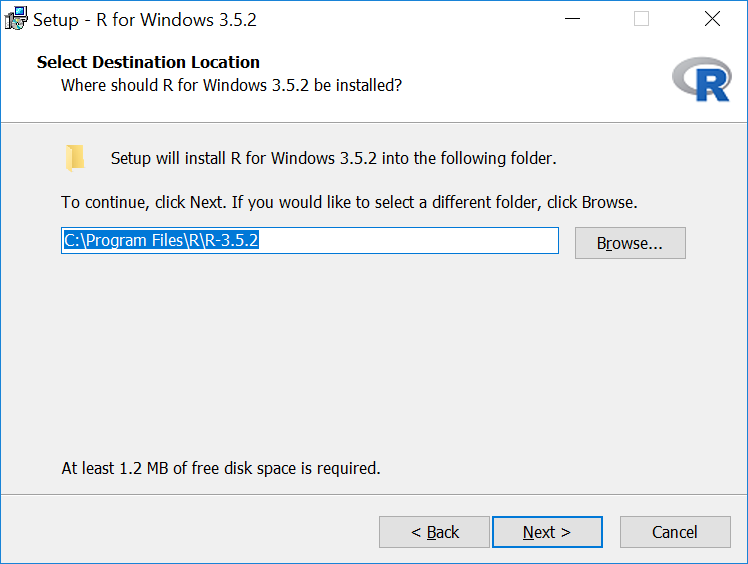 Setup - R for Windows 3.5.2
Select Destination Location
Where should R for Windows 3.5.2 be installed?
R
Setup will install R for Windows 3.5.2 into the following folder.
To continue, click Next. If you would like to select a different folder, click Browse.
C:\Program Files\R\R-3.5.2
Browse...
At least 1.2 MB of free disk space is required.
< Back
Next >
Cancel